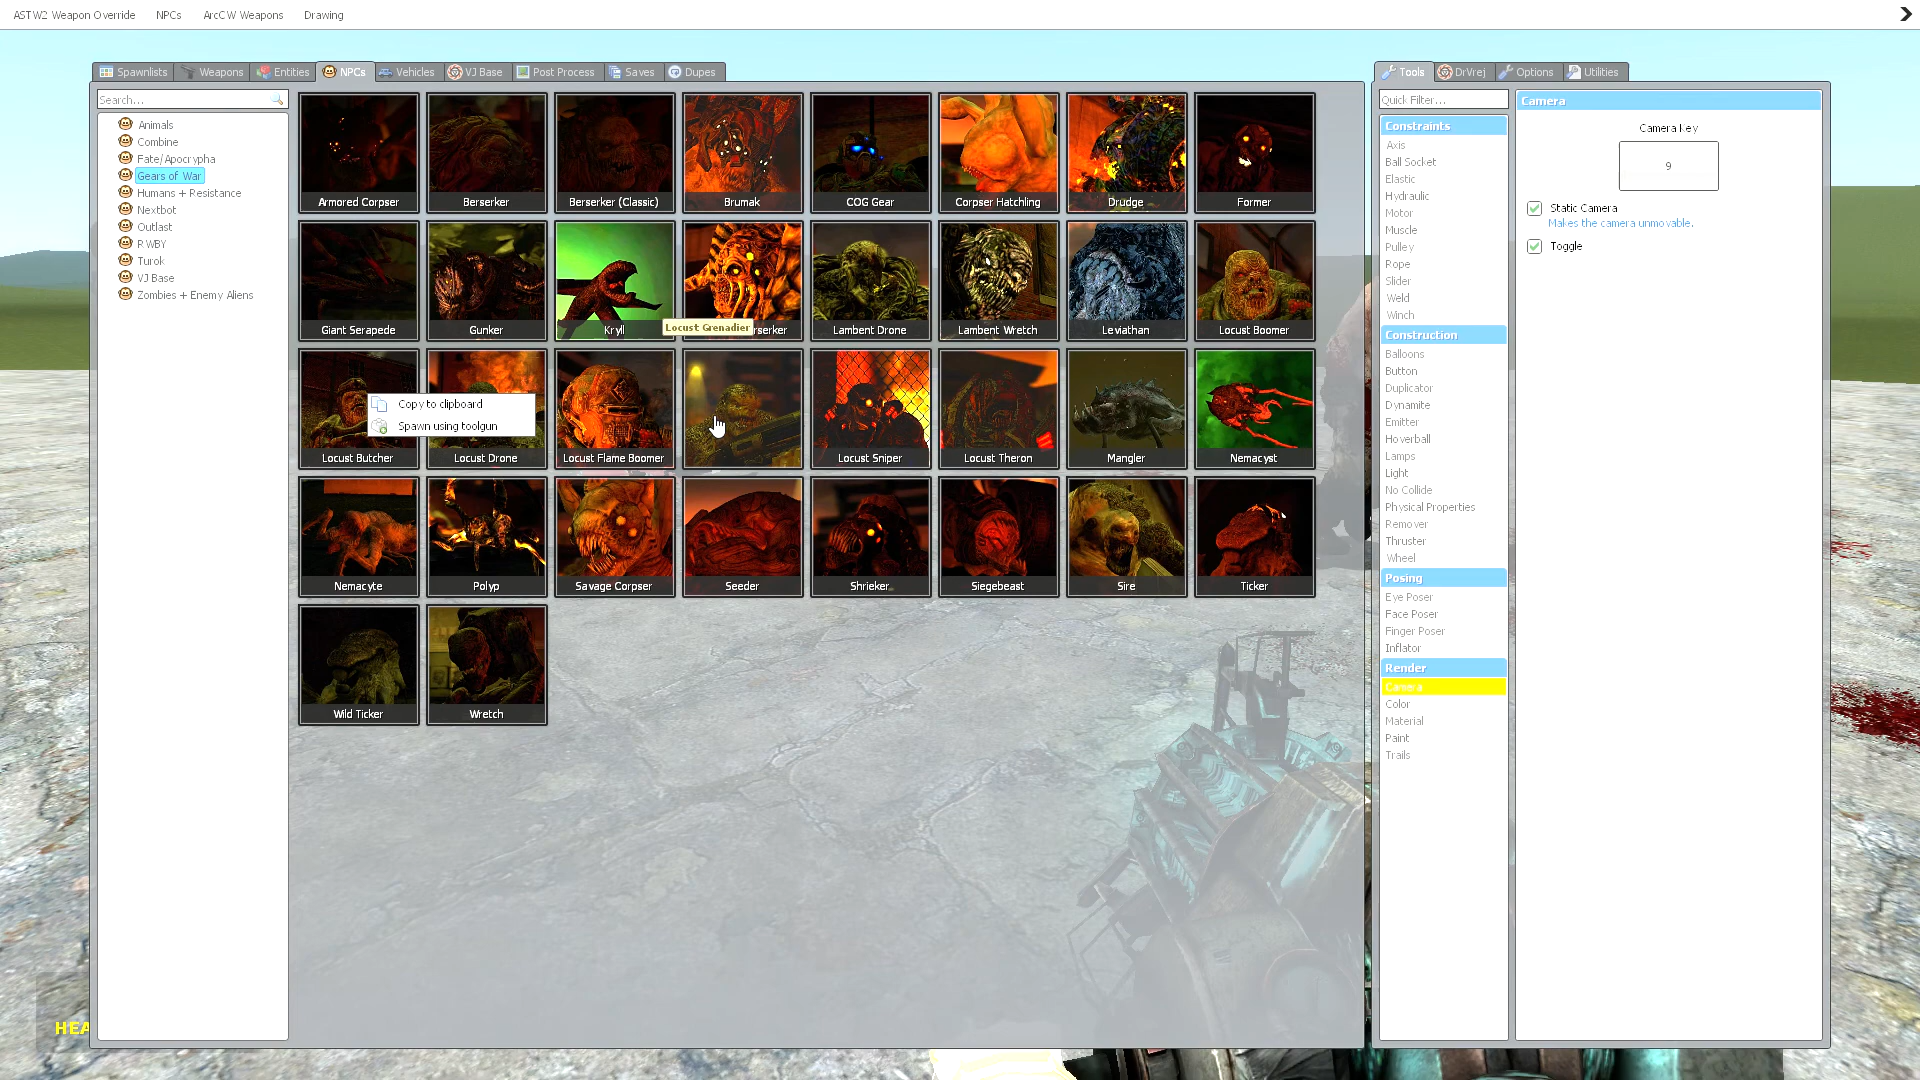 ASTW2 Weapon Override NPCs ArcCW Weapons Drawing
Spawnlists Weapons Entities NPCs Vehicles VJ Base Post Process Saves Dupes
Search...
Animals
Combine
Fate/Apocrypha
Gears of War
Humans + Resistance
Nextbot
Outlast
RWBY
Turok
VJ Base
Zombies + Enemy Aliens
Armored Corpser Berserker Berserker (Classic) Brumak COG Gear Corpser Hatchling Drudge Former
Giant Serapede Gunker Kryll Locust Grenadier Lambent Drone Lambent Wretch Leviathan Locust Boomer
Copy to clipboard
Spawn using toolgun
Locust Butcher Locust Drone Locust Flame Boomer Locust Sniper Locust Theron Mangler Nemacyst
Nemacyte Polyp Savage Corpser Seeder Shrieker Siegebeast Sire Ticker
Wild Ticker Wretch
HEA
Tools DrVrej Options Utilities
Quick Filter...
Constraints
Axis
Ball Socket
Elastic
Hydraulic
Motor
Muscle
Pulley
Rope
Slider
Weld
Winch
Construction
Balloons
Button
Duplicator
Dynamite
Emitter
Hoverball
Lamps
Light
No Collide
Physical Properties
Remover
Thruster
Wheel
Posing
Eye Poser
Face Poser
Finger Poser
Inflator
Render
Camera
Color
Material
Paint
Trails
Camera
Camera Key
9
Static Camera
Makes the camera unmovable.
Toggle